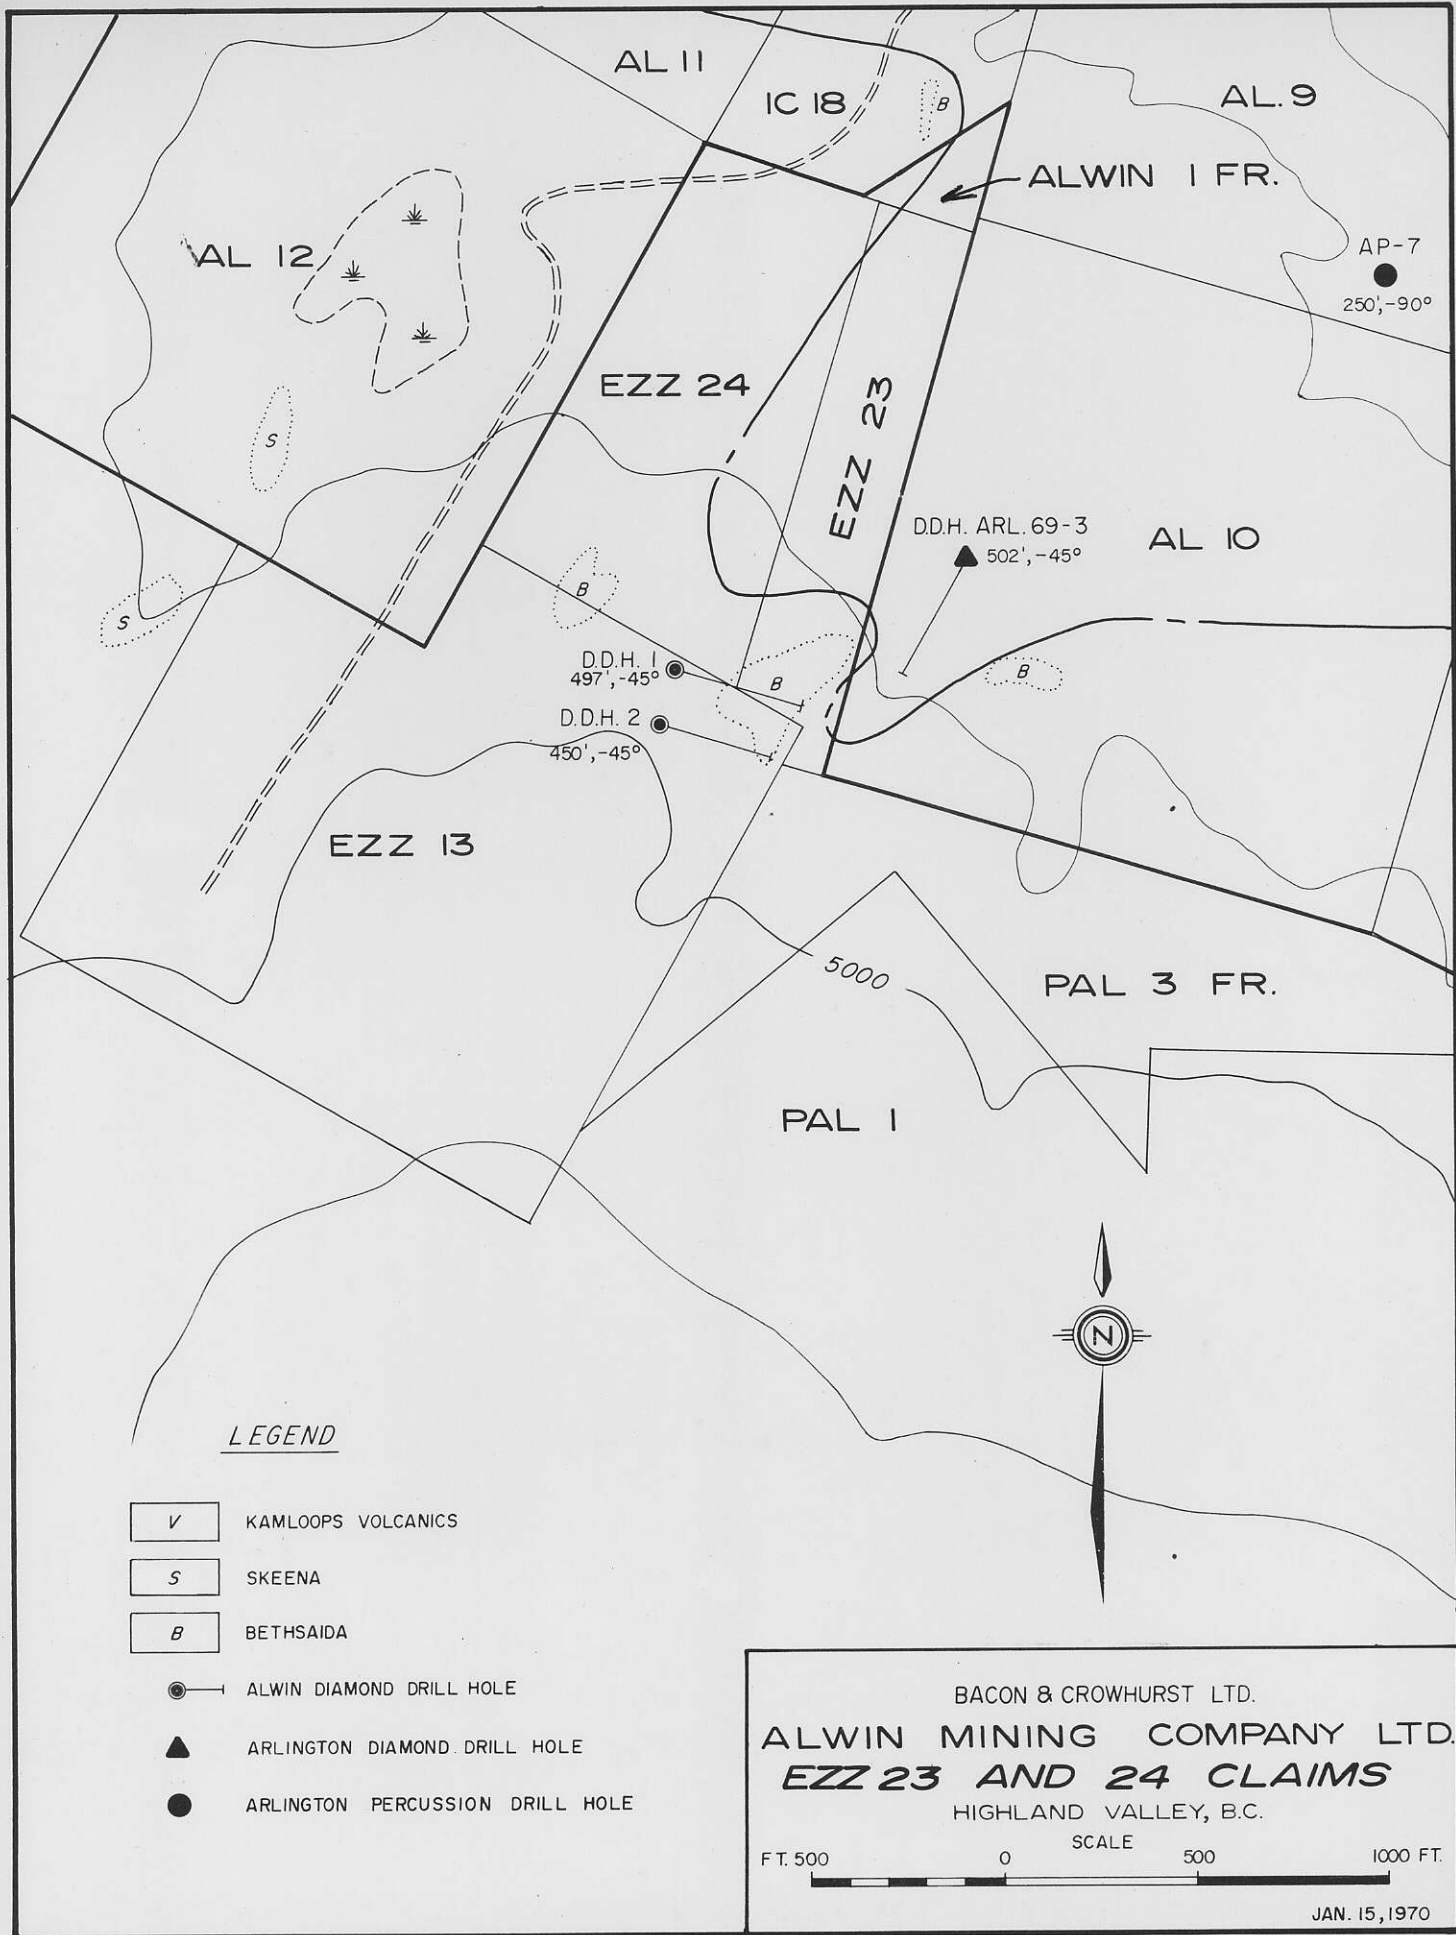 AL 11
IC 18
B
AL. 9
ALWIN 1 FR.
AL 12
AP-7
250',-90°
EZZ 24
EZZ 23
S
D.D.H. ARL. 69-3
502',-45°
AL 10
B
S
D.D.H. 1
497',-45°
B
B
D.D.H. 2
450',-45°
EZZ 13
5000
PAL 3 FR.
PAL 1
N
LEGEND
V KAMLOOPS VOLCANICS
S SKEENA
B BETHSAIDA
ALWIN DIAMOND DRILL HOLE
ARLINGTON DIAMOND DRILL HOLE
ARLINGTON PERCUSSION DRILL HOLE
BACON & CROWHURST LTD.
ALWIN MINING COMPANY LTD.
EZZ 23 AND 24 CLAIMS
HIGHLAND VALLEY, B.C.
SCALE
FT. 500 0 500 1000 FT.
JAN. 15, 1970